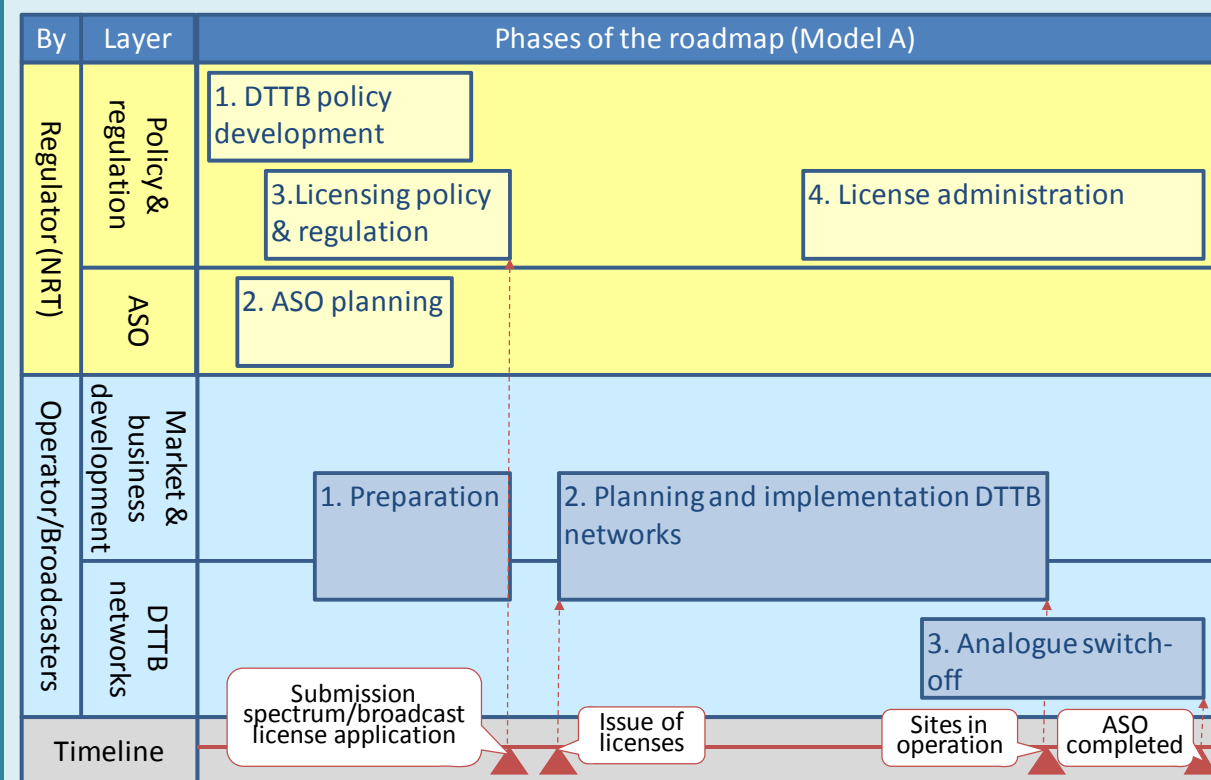 By
Layer
Phases of the roadmap (Model A)
Regulator (NRT)
Policy &
regulation
1. DTTB policy
development
3.Licensing policy
& regulation
4. License administration
ASO
2. ASO planning
Operator/Broadcasters
Market &
business
development
1. Preparation
2. Planning and implementation DTTB
networks
DTTB
networks
3. Analogue switch-
off
Timeline
Submission
spectrum/broadcast
license application
Issue of
licenses
Sites in
operation
ASO
completed